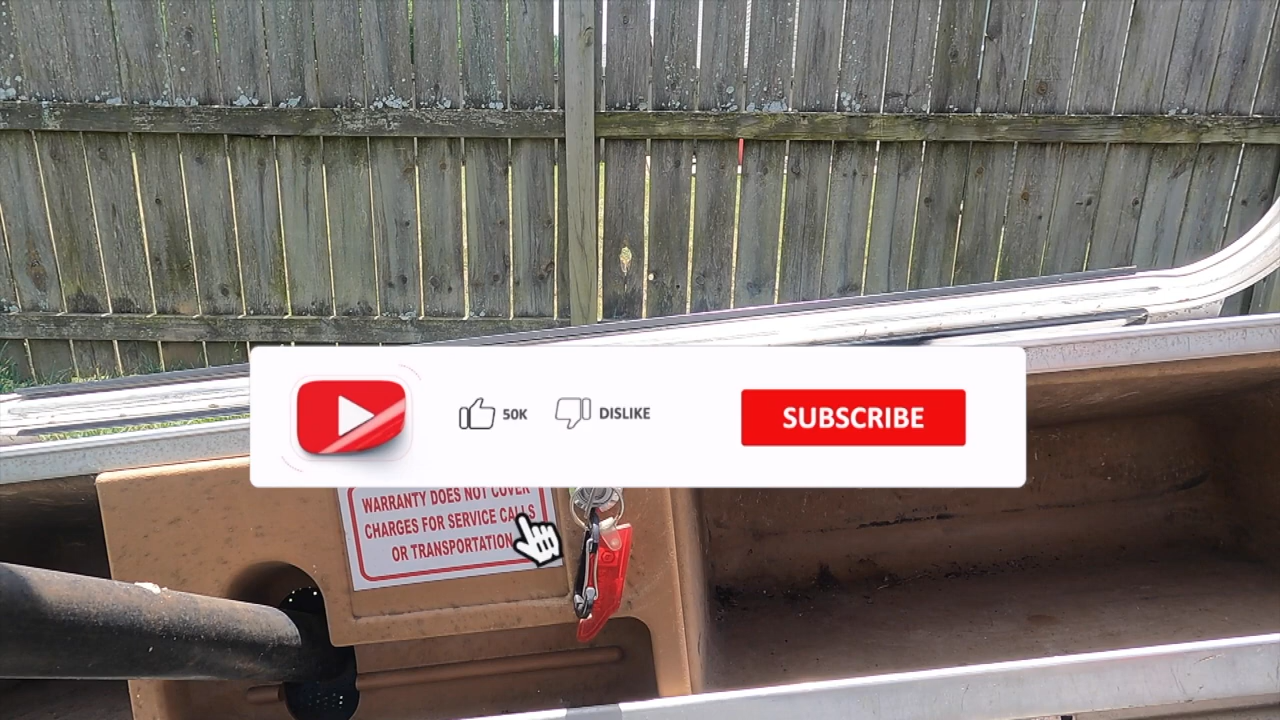 50K DISLIKE SUBSCRIBE
WARRANTY DOES NOT COVER
CHARGES FOR SERVICE CALLS
OR TRANSPORTATION